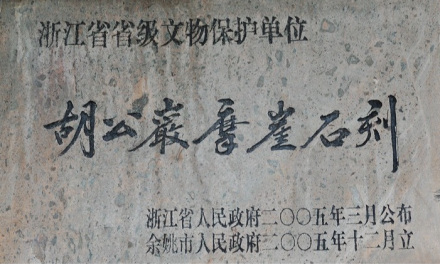 浙江省省级文物保护单位
胡公巖摩崖石刻
浙江省人民政府二〇〇五年三月公布
余姚市人民政府二〇〇五年十二月立